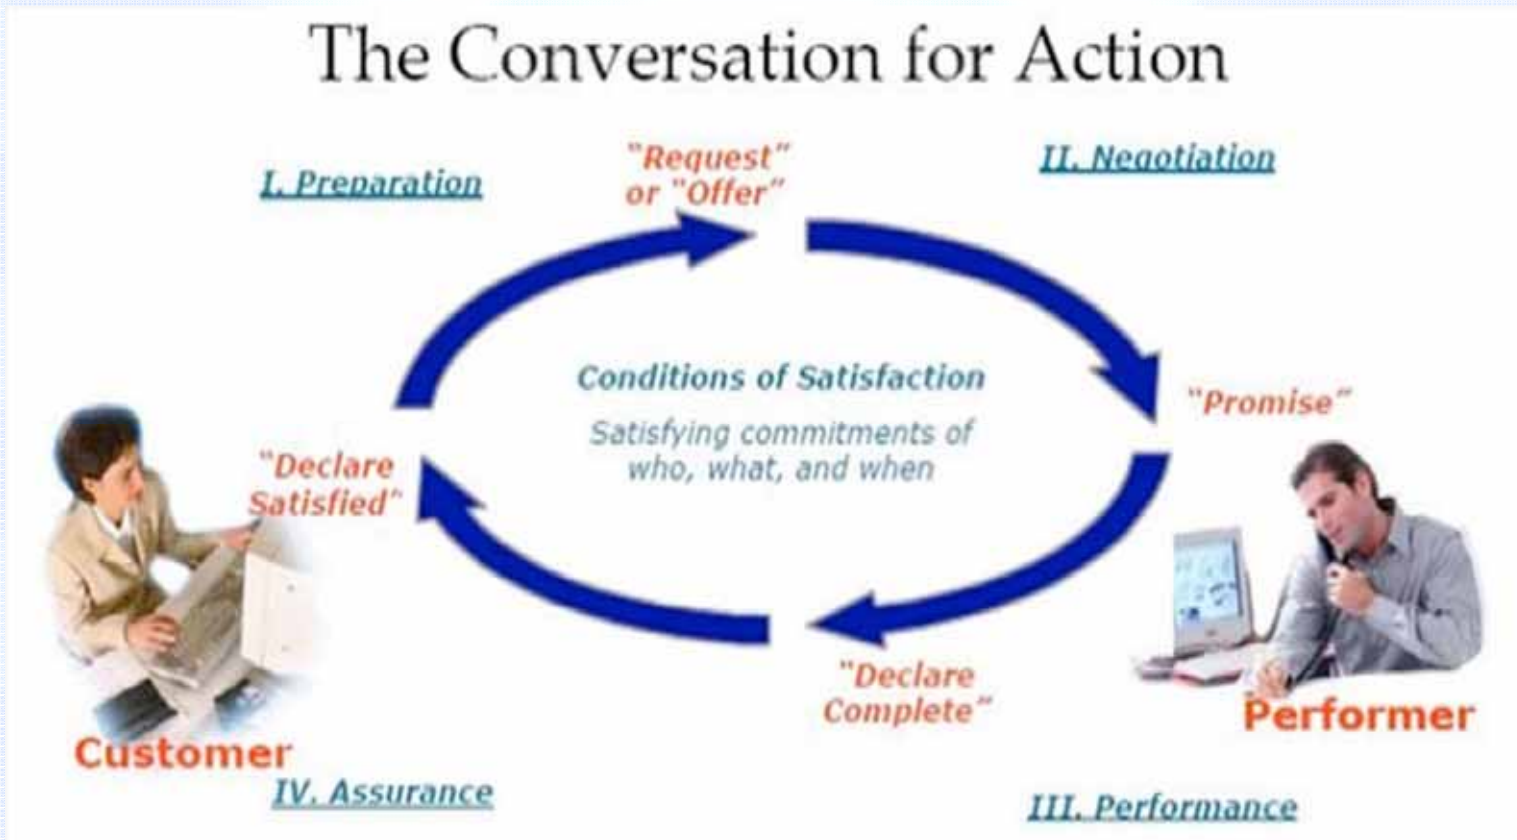 The Conversation for Action
I. Preparation
"Request"
or "Offer"
II. Negotiation
Conditions of Satisfaction
Satisfying commitments of
who, what, and when
"Promise"
"Declare
Satisfied"
"Declare
Complete"
Performer
Customer
IV. Assurance
III. Performance